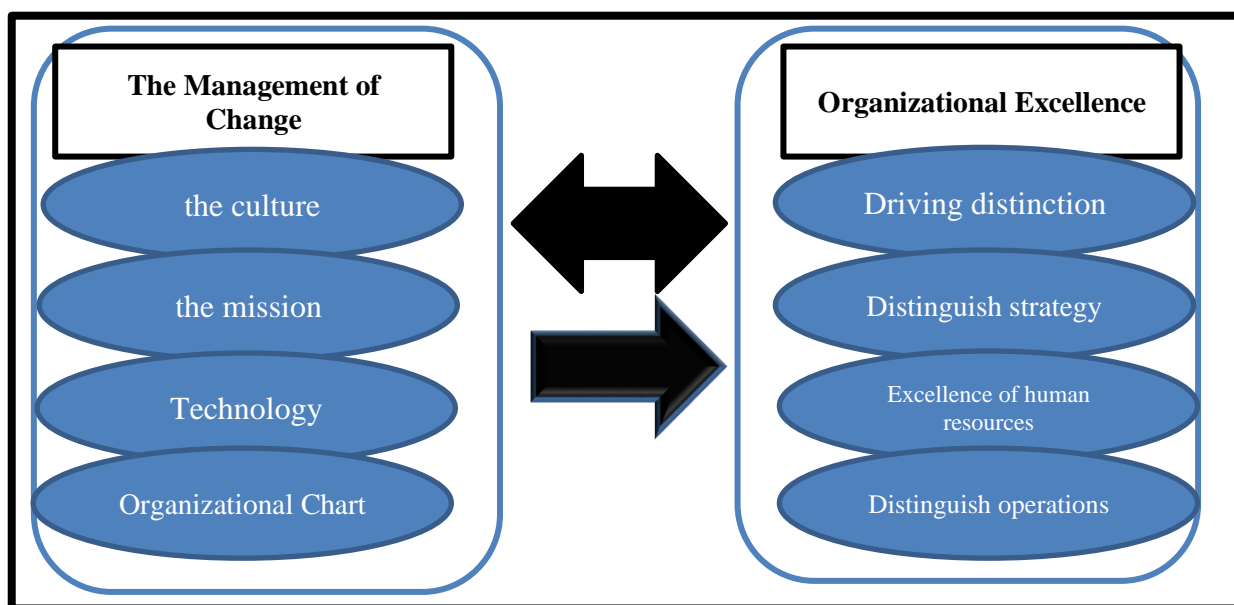 The Management of
Change
the culture
the mission
Technology
Organizational Chart
Organizational Excellence
Driving distinction
Distinguish strategy
Excellence of human
resources
Distinguish operations